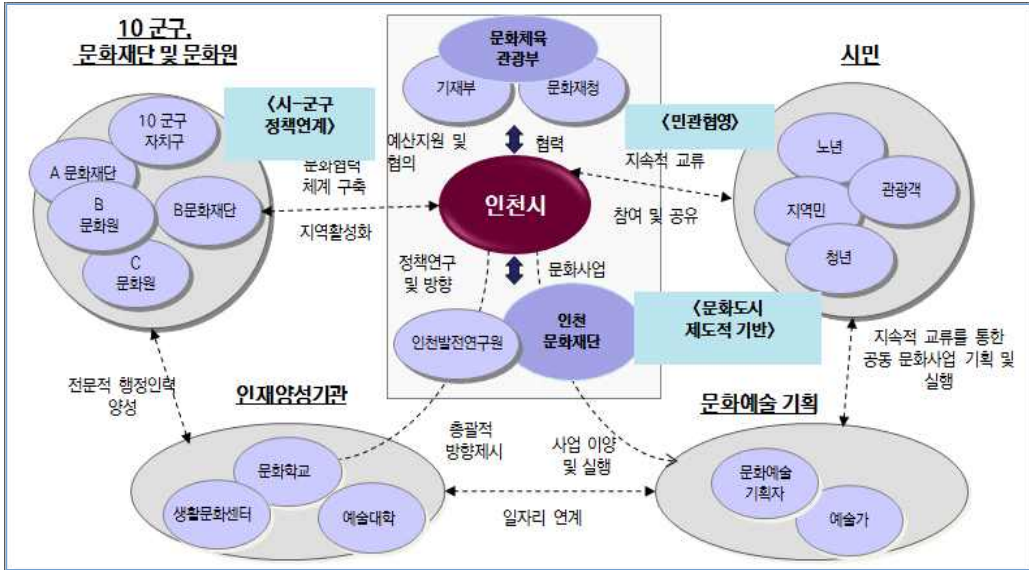 10 군구,
문화재단 및 문화원
10 군구
자치구
A 문화재단
B
문화원
B문화재단
C
문화원
<시-군구
정책연계>
문화협력
체계 구축
지역활성화
문화체육
관광부
기재부
문화재청
예산지원 및
협의
협력
인천시
정책연구
및 방향
문화사업
인천발전연구원
인천
문화재단
<민관협영>
지속적 교류
참여 및 공유
<문화도시
제도적 기반>
시민
노년
관광객
지역민
청년
지속적 교류를 통한
공동 문화사업 기획 및
실행
전문적 행정인력
양성
인재양성기관
문화학교
생활문화센터
예술대학
총괄적
방향제시
사업 이양
및 실행
일자리 연계
문화예술 기획
문화예술
기획자
예술가